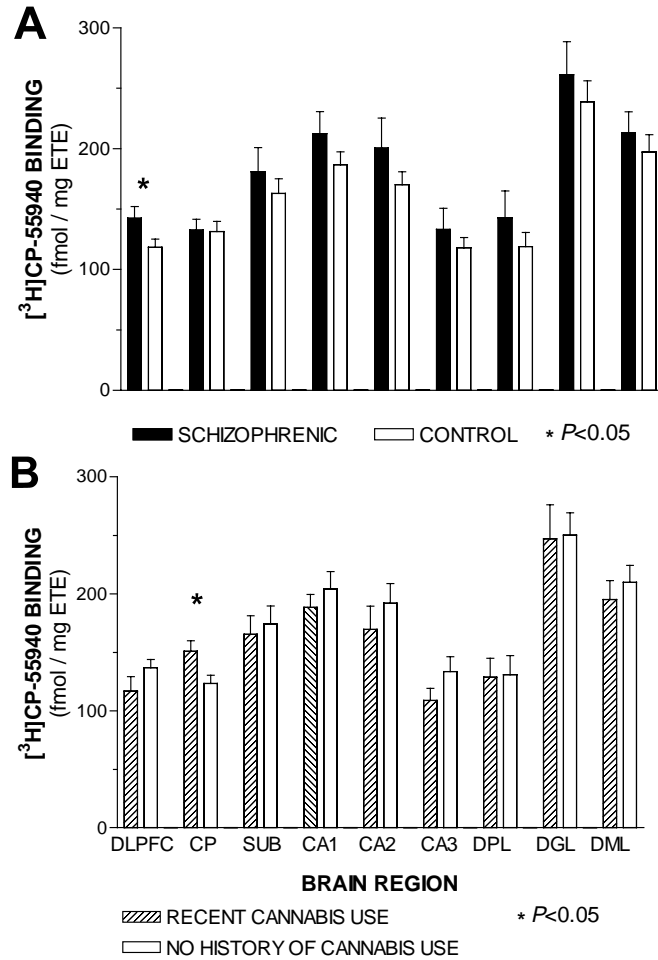 A
[³H]CP-55940 BINDING
(fmol / mg ETE)
300
200
100
0
*
SCHIZOPHRENIC CONTROL * P<0.05
B
[³H]CP-55940 BINDING
(fmol / mg ETE)
300
200
100
0
*
DLPFC CP SUB CA1 CA2 CA3 DPL DGL DML
BRAIN REGION
RECENT CANNABIS USE * P<0.05
NO HISTORY OF CANNABIS USE